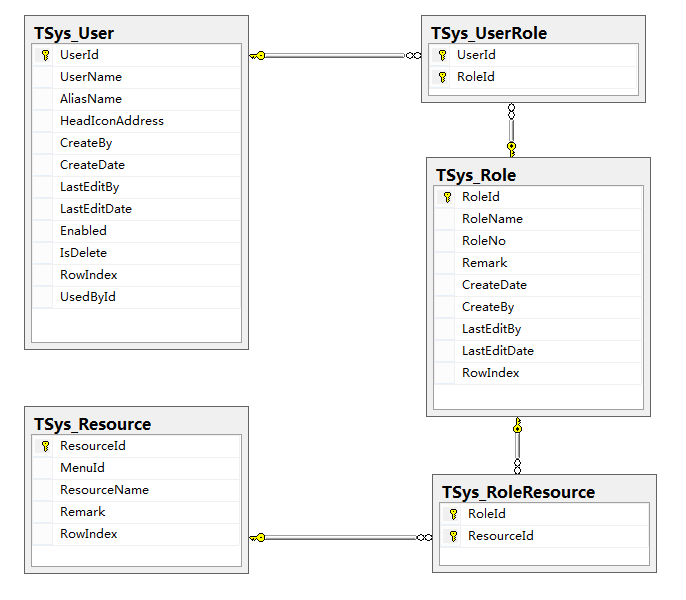 TSys_User
UserId
UserName
AliasName
HeadIconAddress
CreateBy
CreateDate
LastEditBy
LastEditDate
Enabled
IsDelete
RowIndex
UsedById
TSys_UserRole
UserId
RoleId
TSys_Role
RoleId
RoleName
RoleNo
Remark
CreateDate
CreateBy
LastEditBy
LastEditDate
RowIndex
TSys_Resource
ResourceId
MenuId
ResourceName
Remark
RowIndex
TSys_RoleResource
RoleId
ResourceId